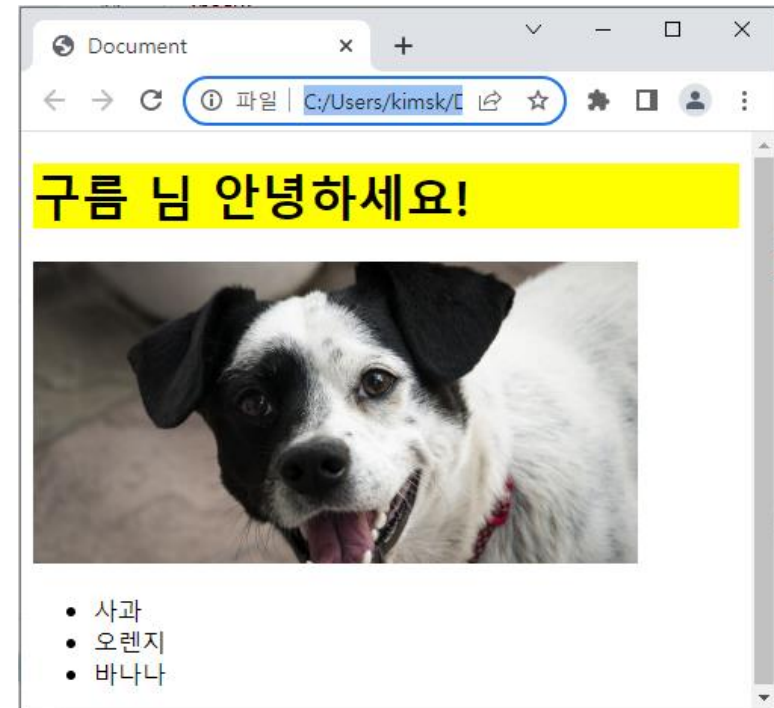 Document
파일 C:/Users/kimsk/D
구름 님 안녕하세요!
사과
오렌지
바나나